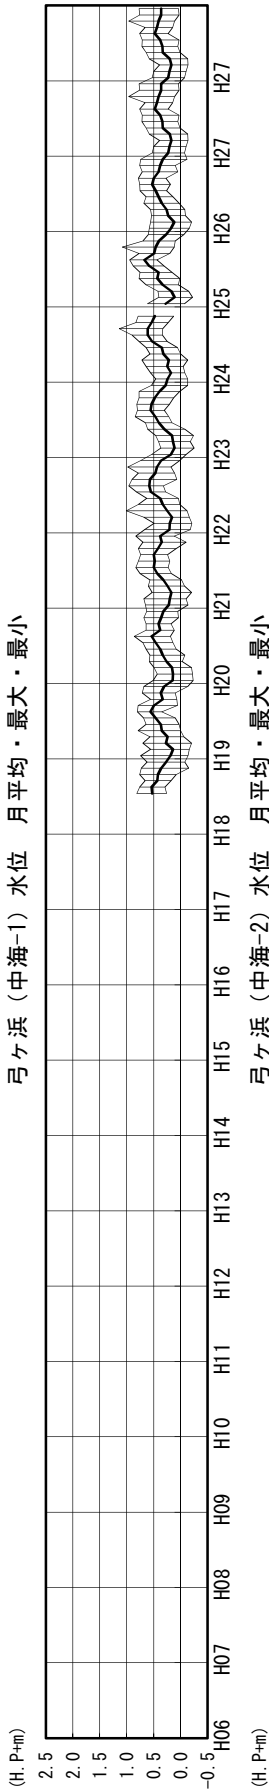 弓ヶ浜（中海-1）水位　月平均・最大・最小
(H.P+m)
2.5
2.0
1.5
1.0
0.5
0.0
-0.5
H06
H07
H08
H09
H10
H11
H12
H13
H14
H15
H16
H17
H18
H19
H20
H21
H22
H23
H24
H25
H26
H27
H27
弓ヶ浜（中海-2）水位　月平均・最大・最小
(H.P+m)